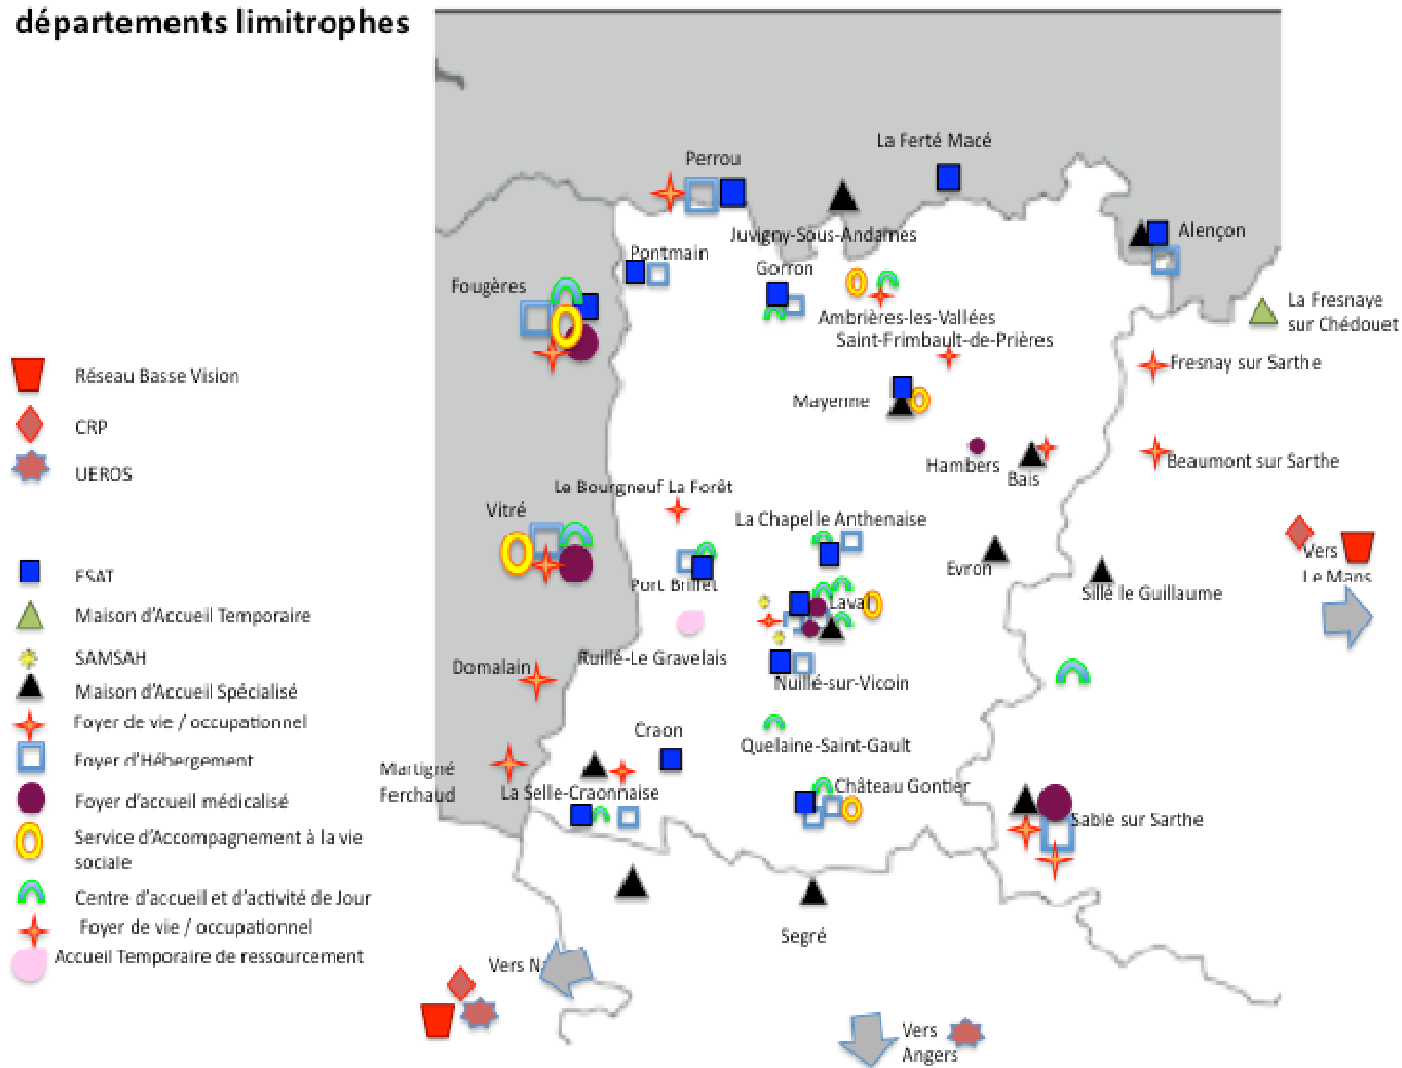 départements limitrophes
La Ferté Macé
Perrou
Juvigny-Sous-Andaines
Alençon
Pontmain
Gorron
Fougères
La Fresnaye
sur Chédouet
Ambrières-les-Vallées
Saint-Frimbault-de-Prières
Fresnay sur Sarthe
Réseau Basse Vision
Mayenne
CRP
Hambers
Beaumont sur Sarthe
UEROS
Bais
Le Bourgneuf La Forêt
Vitré
La Chapelle Anthenaise
Vers
Le Mans
Evron
ESAT
Port Brillet
Sillé le Guillaume
Maison d'Accueil Temporaire
Laval
SAMSAH
Ruillé-Le Gravelais
Domalain
Maison d'Accueil Spécialisé
Nuillé-sur-Vicoin
Foyer de vie / occupationnel
Craon
Quelaine-Saint-Gault
Foyer d'Hébergement
Martigné
Ferchaud
La Selle-Craonnaise
Château Gontier
Foyer d'accueil médicalisé
Sablé sur Sarthe
Service d'Accompagnement à la vie
sociale
Centre d'accueil et d'activité de Jour
Foyer de vie / occupationnel
Segré
Accueil Temporaire de ressourcement
Vers
Vers
Angers